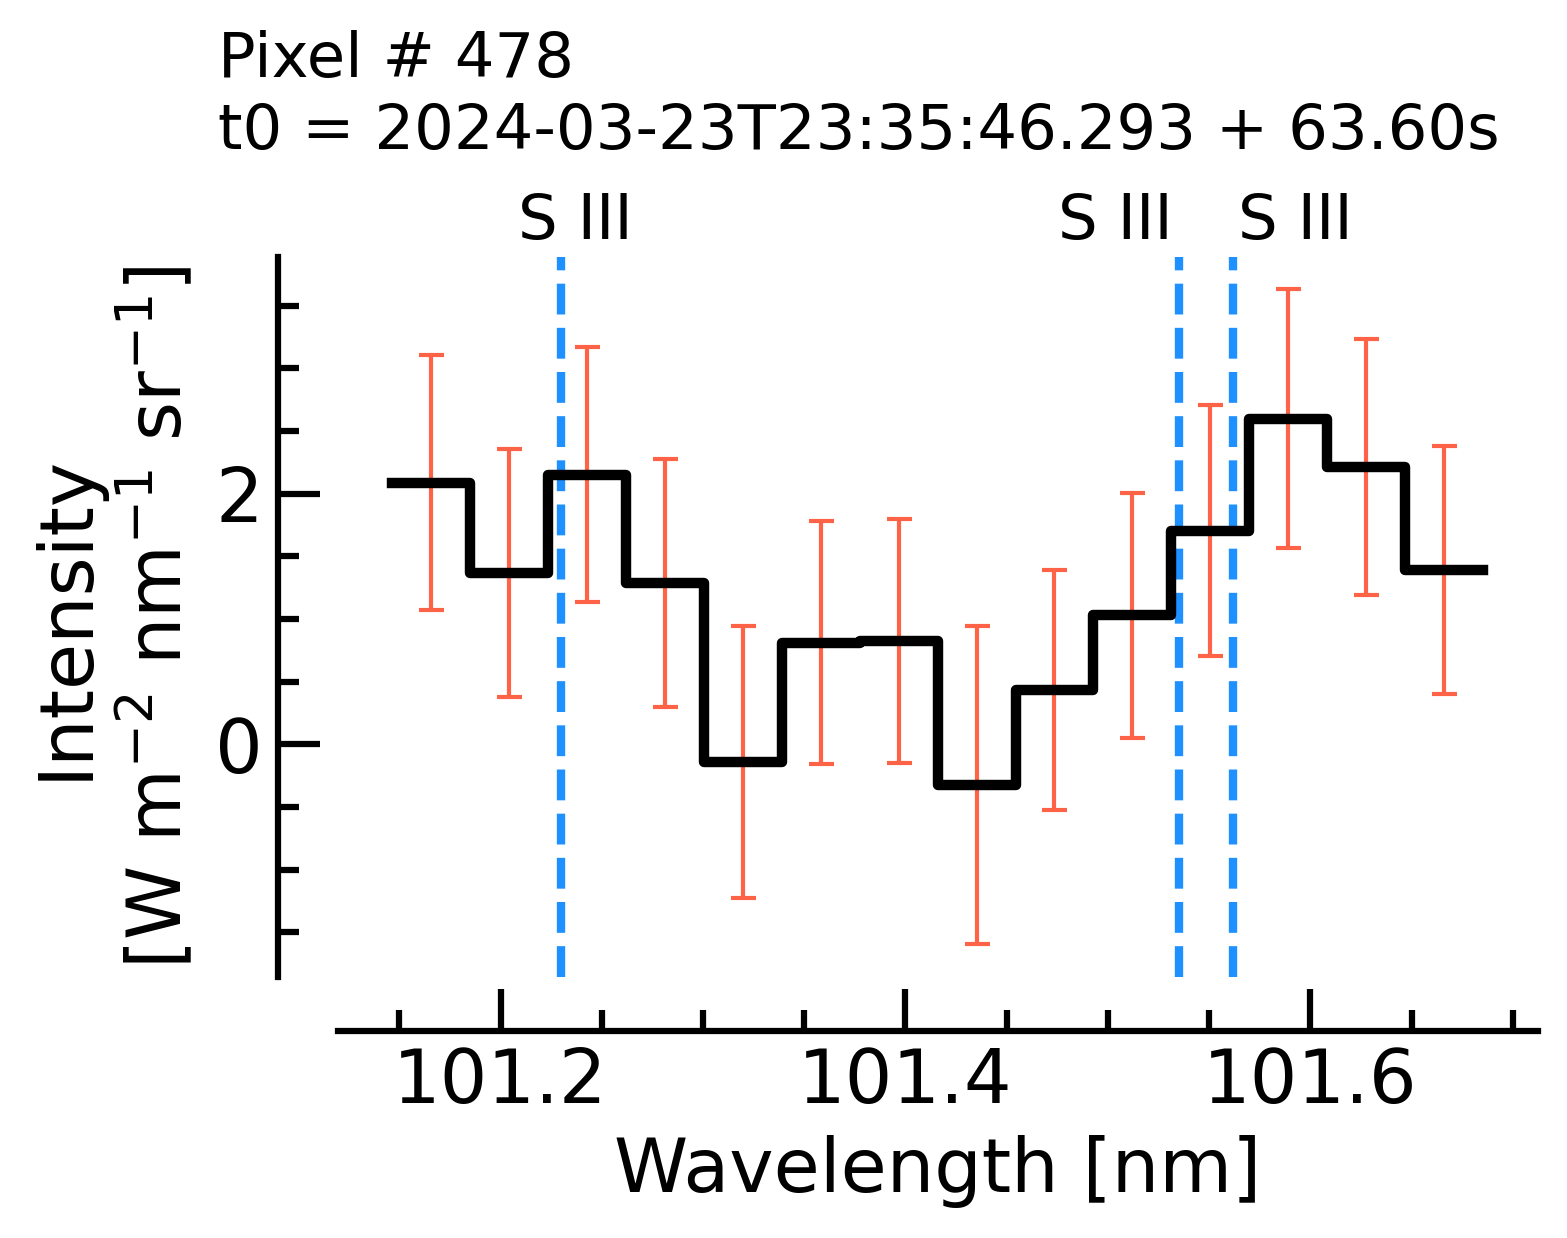 Pixel # 478
t0 = 2024-03-23T23:35:46.293 + 63.60s
S III
S III
S III
Intensity
[W m⁻² nm⁻¹ sr⁻¹]
2
0
101.2
101.4
101.6
Wavelength [nm]